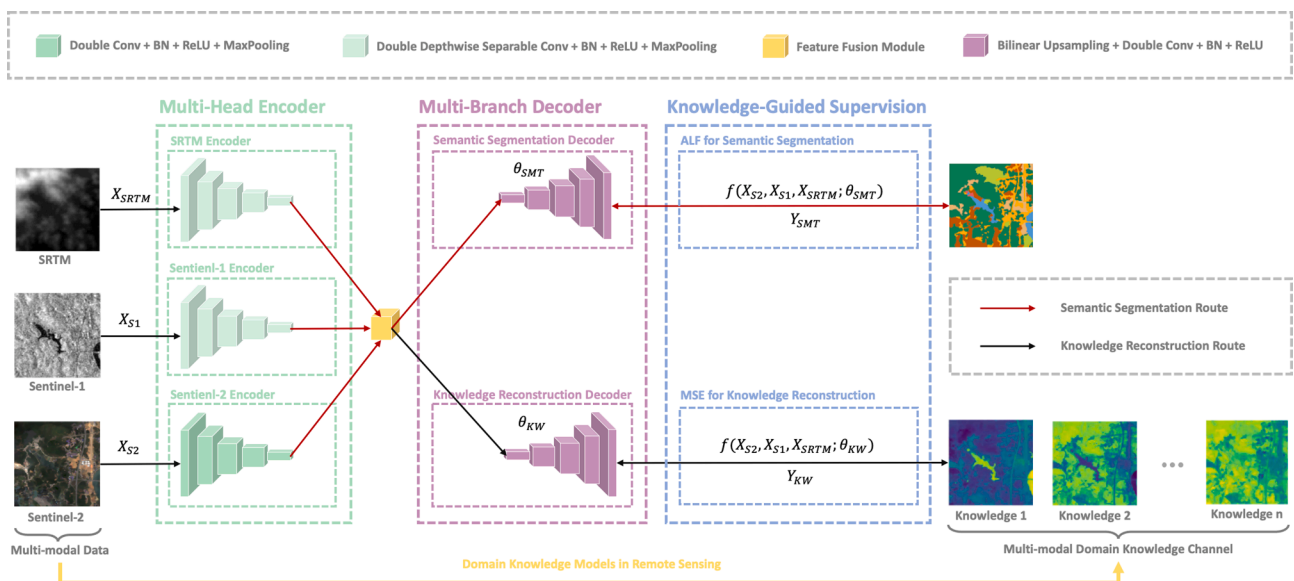 Double Conv + BN + ReLU + MaxPooling
Double Depthwise Separable Conv + BN + ReLU + MaxPooling
Feature Fusion Module
Bilinear Upsampling + Double Conv + BN + ReLU
Multi-Head Encoder
Multi-Branch Decoder
Knowledge-Guided Supervision
SRTM Encoder
Semantic Segmentation Decoder
ALF for Semantic Segmentation
X_SRTM
θ_SMT
f(X_S2, X_S1, X_SRTM; θ_SMT)
Y_SMT
SRTM
Sentienl-1 Encoder
X_S1
Semantic Segmentation Route
Knowledge Reconstruction Route
Sentinel-1
Sentienl-2 Encoder
Knowledge Reconstruction Decoder
MSE for Knowledge Reconstruction
X_S2
θ_KW
f(X_S2, X_S1, X_SRTM; θ_KW)
Y_KW
...
Sentinel-2
Knowledge 1
Knowledge 2
Knowledge n
Multi-modal Data
Multi-modal Domain Knowledge Channel
Domain Knowledge Models in Remote Sensing